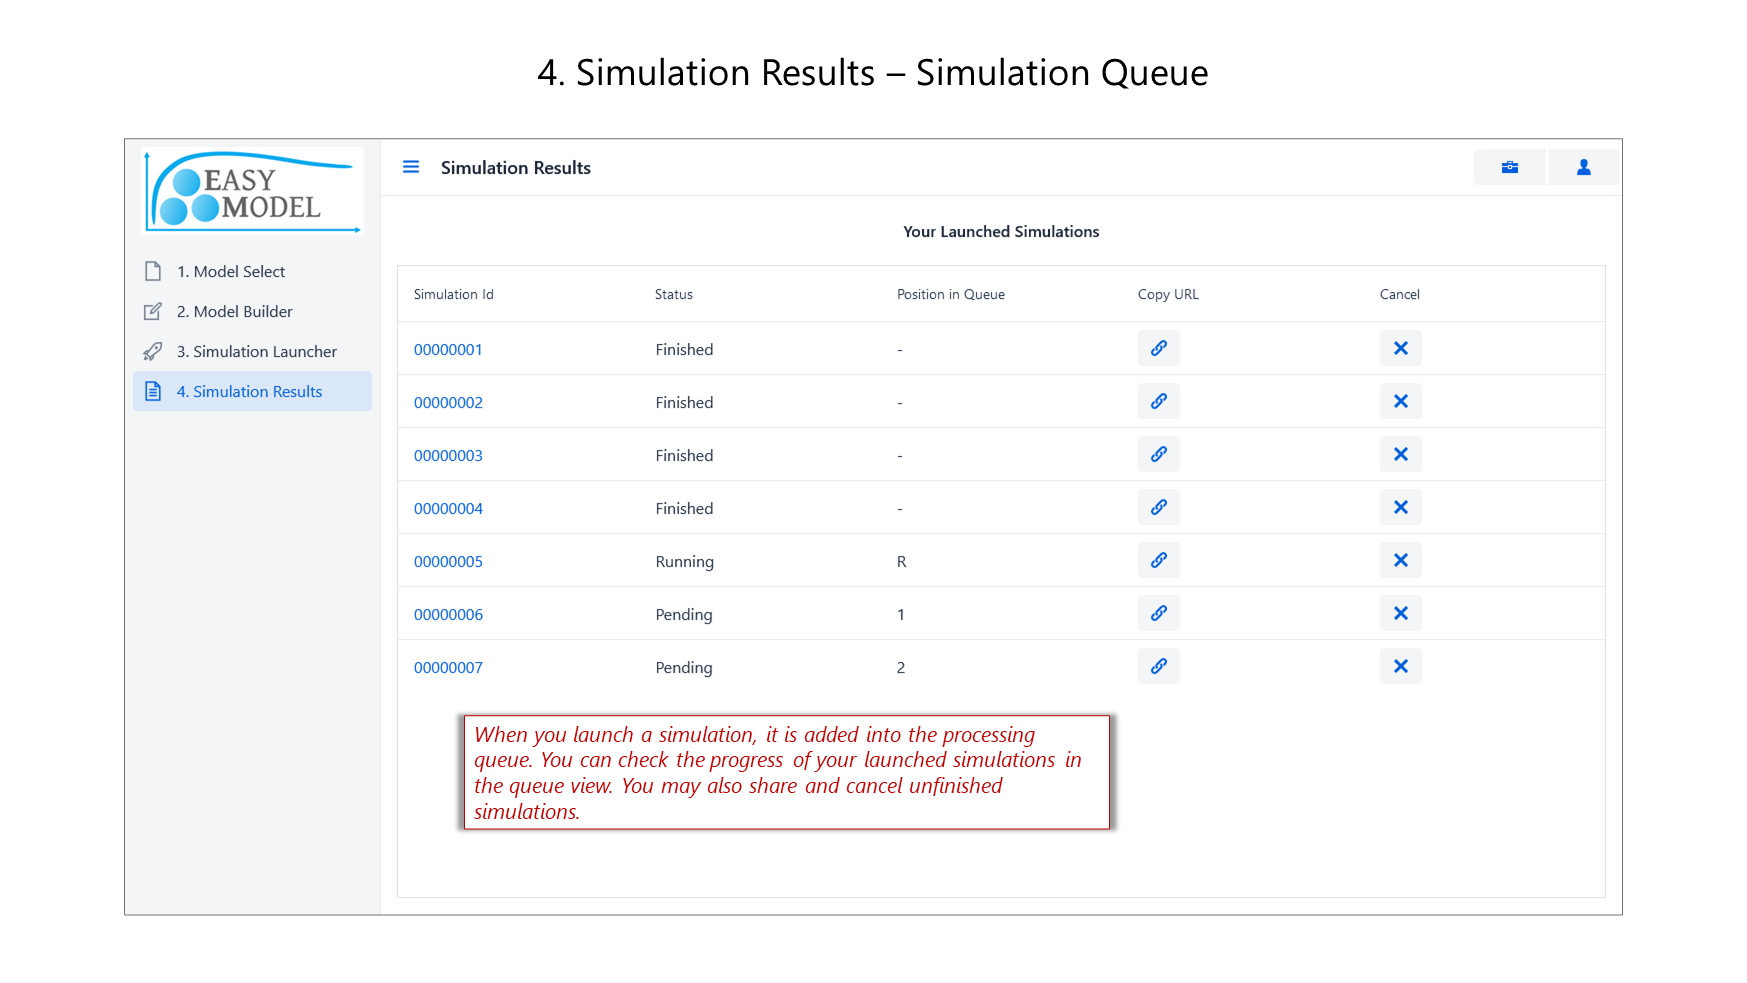 4. Simulation Results – Simulation Queue
EASY
MODEL
Simulation Results
1. Model Select
2. Model Builder
3. Simulation Launcher
4. Simulation Results
Your Launched Simulations
Simulation Id Status Position in Queue Copy URL Cancel
00000001 Finished -
00000002 Finished -
00000003 Finished -
00000004 Finished -
00000005 Running R
00000006 Pending 1
00000007 Pending 2
When you launch a simulation, it is added into the processing
queue. You can check the progress of your launched simulations in
the queue view. You may also share and cancel unfinished
simulations.